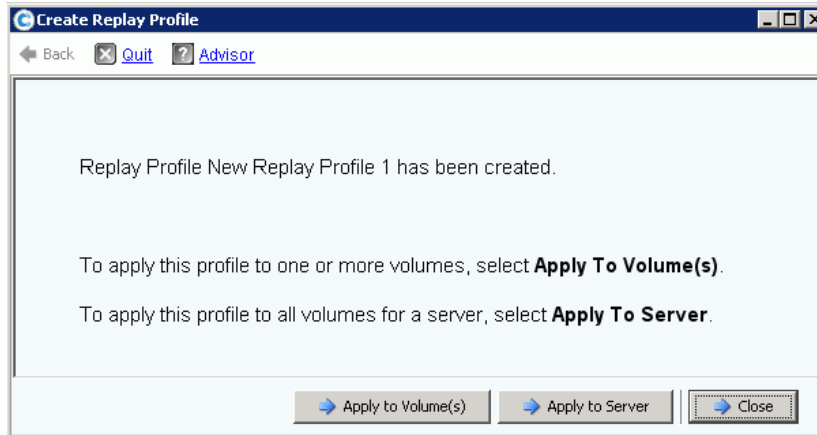 Create Replay Profile
Back Quit ? Advisor
Replay Profile New Replay Profile 1 has been created.
To apply this profile to one or more volumes, select Apply To Volume(s).
To apply this profile to all volumes for a server, select Apply To Server.
Apply to Volume(s) Apply to Server Close